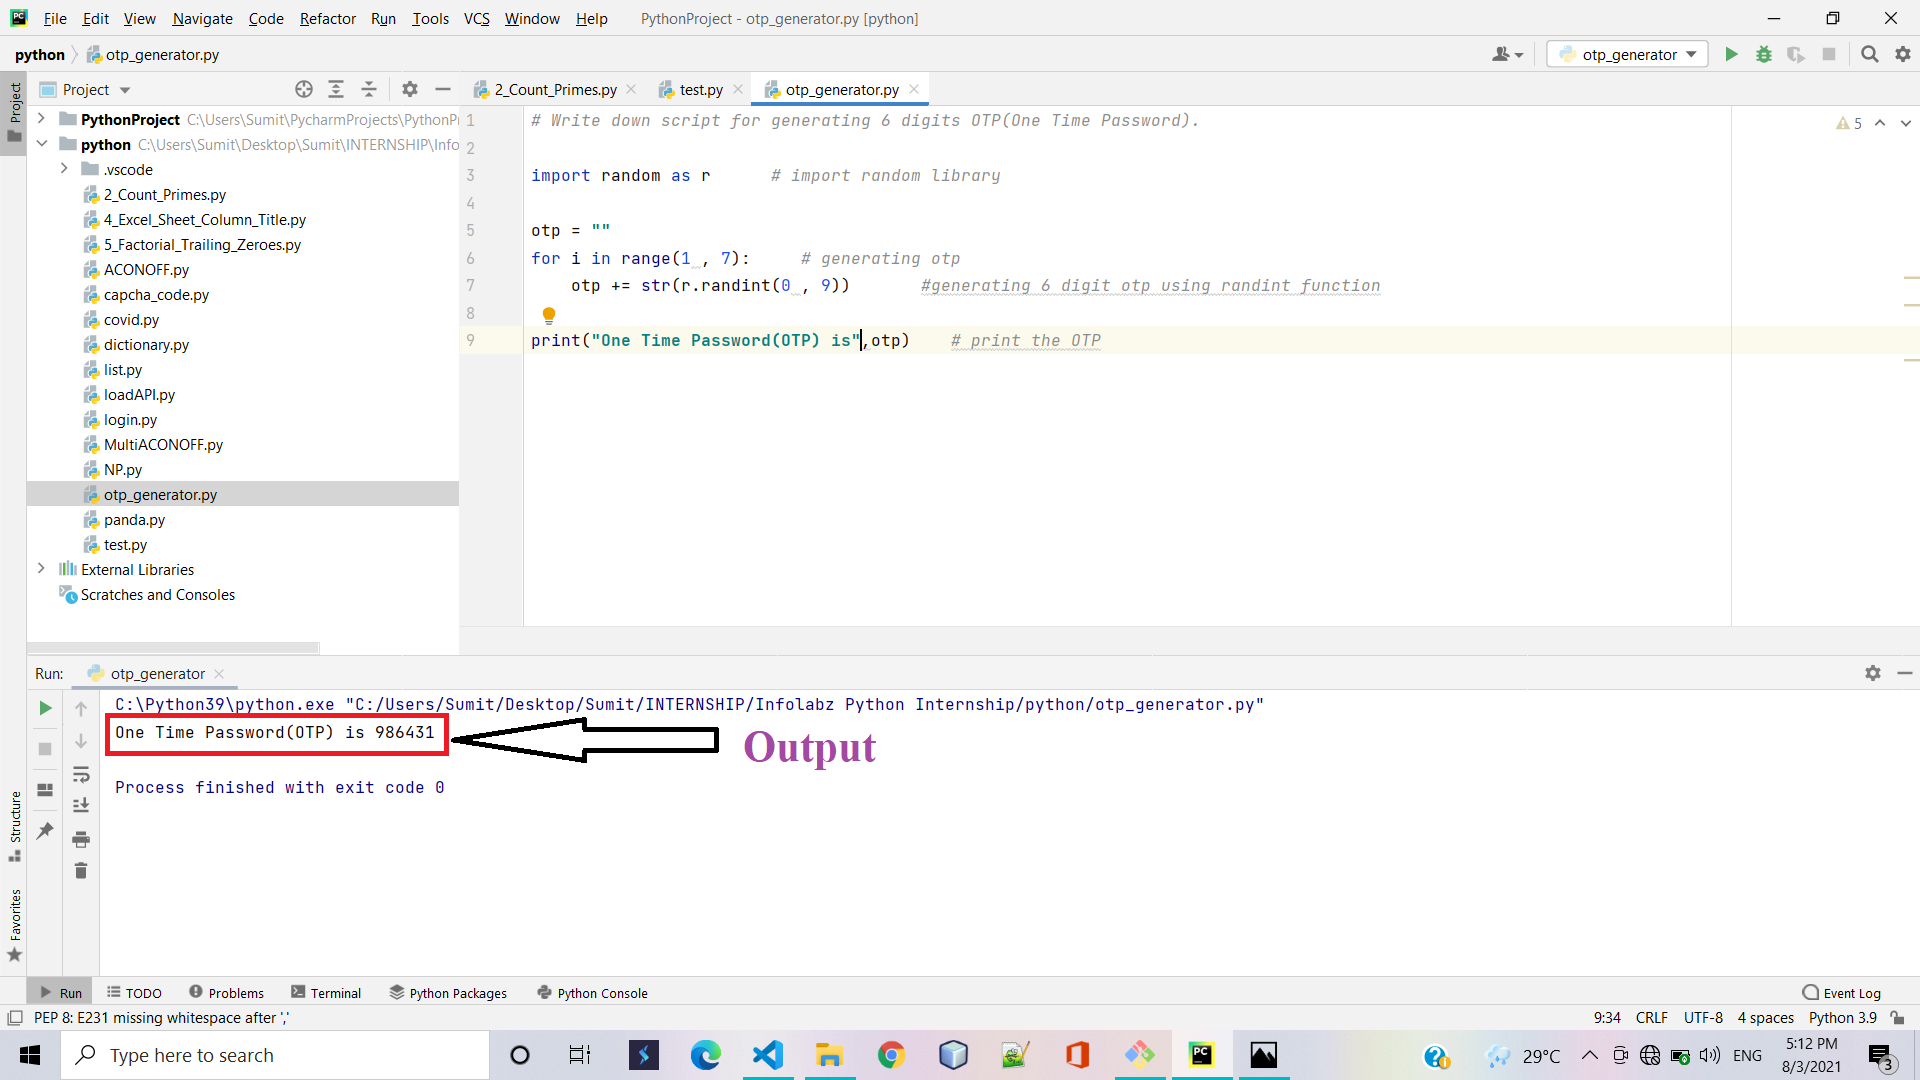 File Edit View Navigate Code Refactor Run Tools VCS Window Help PythonProject - otp_generator.py [python]
python otp_generator.py otp_generator
Project 2_Count_Primes.py test.py otp_generator.py
Project
PythonProject C:\Users\Sumit\PycharmProjects\PythonP
python C:\Users\Sumit\Desktop\Sumit\INTERNSHIP\Info
.vscode
2_Count_Primes.py
4_Excel_Sheet_Column_Title.py
5_Factorial_Trailing_Zeroes.py
ACONOFF.py
capcha_code.py
covid.py
dictionary.py
list.py
loadAPI.py
login.py
MultiACONOFF.py
NP.py
otp_generator.py
panda.py
test.py
External Libraries
Scratches and Consoles
1 # Write down script for generating 6 digits OTP(One Time Password).
5
2
3 import random as r # import random library
4
5 otp = ""
6 for i in range(1 , 7): # generating otp
7 otp += str(r.randint(0 , 9)) #generating 6 digit otp using randint function
8
9 print("One Time Password(OTP) is",otp) # print the OTP
Run: otp_generator
C:\Python39\python.exe "C:/Users/Sumit/Desktop/Sumit/INTERNSHIP/Infolabz Python Internship/python/otp_generator.py"
One Time Password(OTP) is 986431
Output
Process finished with exit code 0
Structure
Favorites
Run TODO Problems Terminal Python Packages Python Console Event Log
PEP 8: E231 missing whitespace after ',' 9:34 CRLF UTF-8 4 spaces Python 3.9
Type here to search PC 29°C ENG 5:12 PM
8/3/2021
3